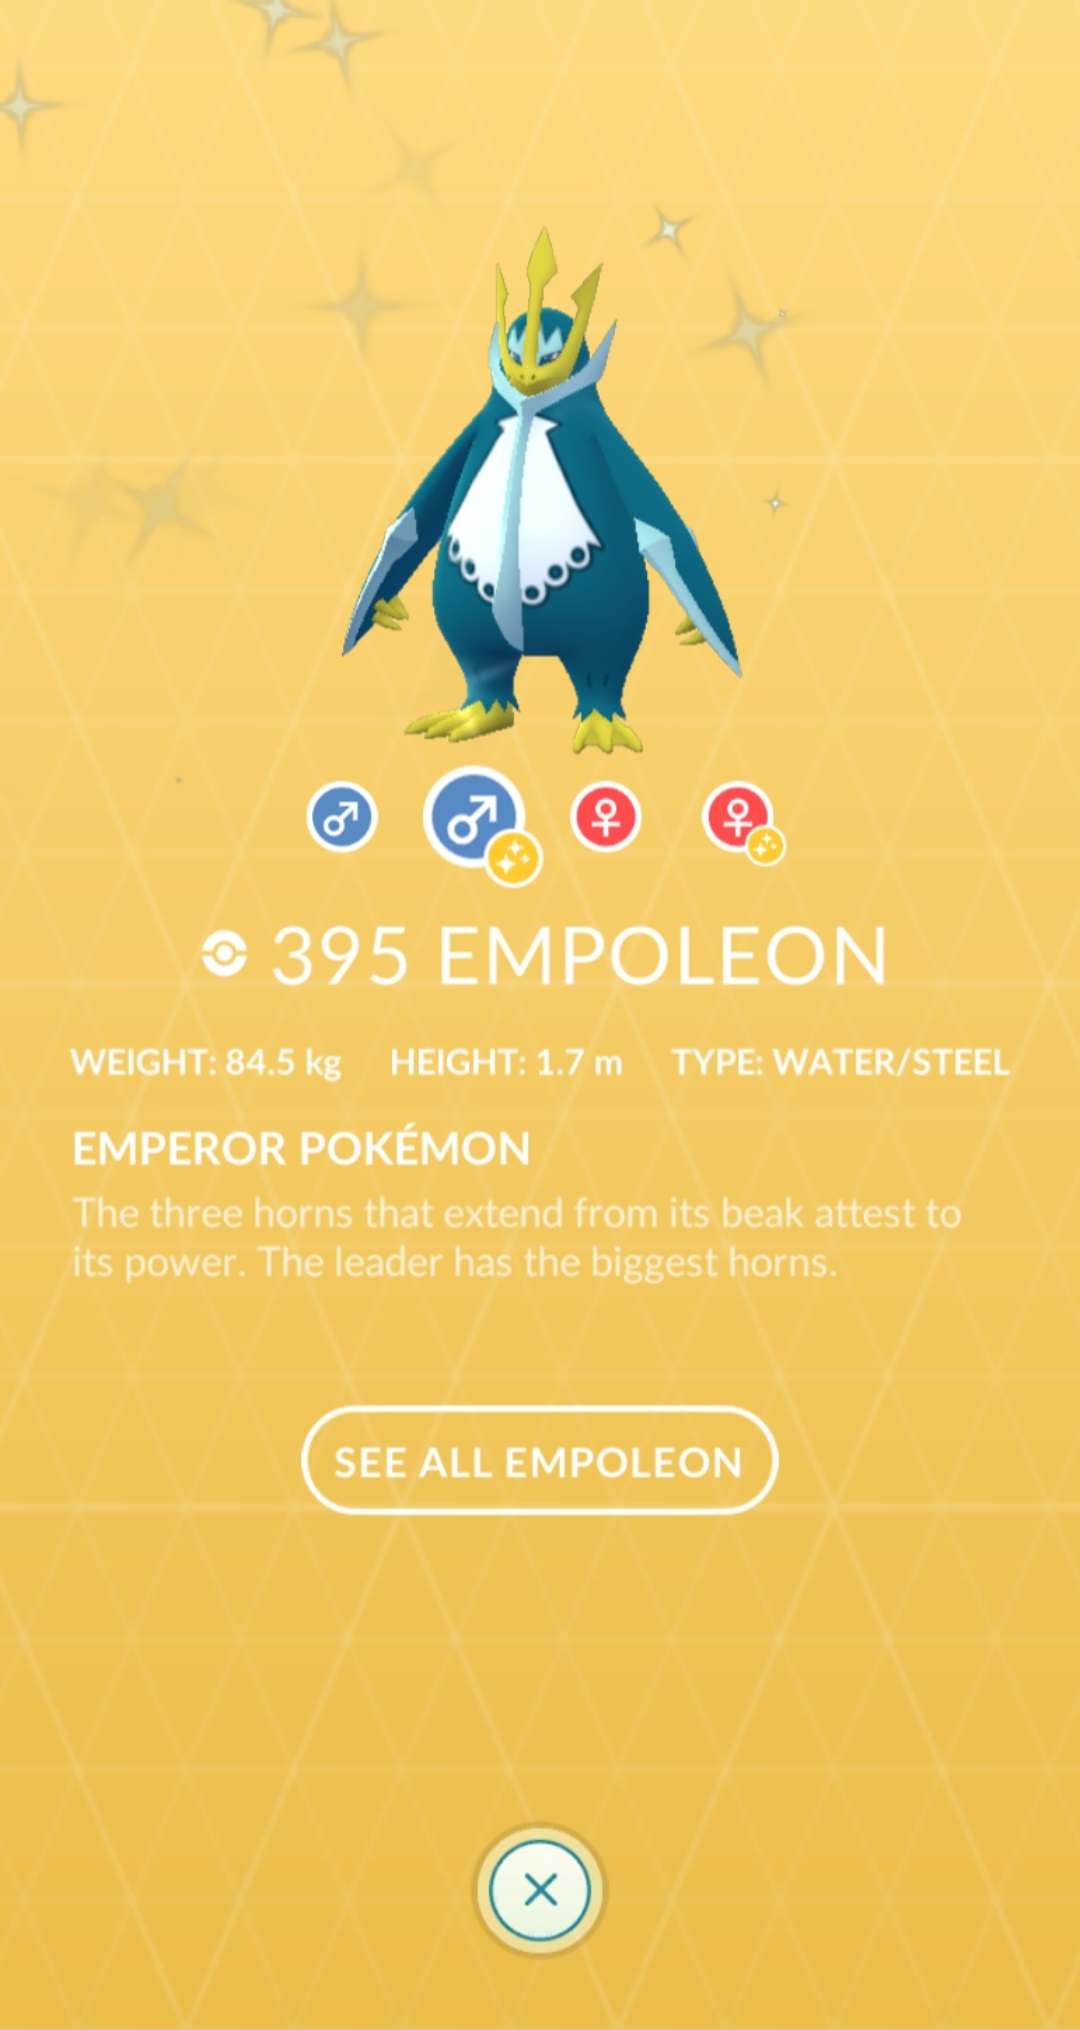 395 EMPOLEON
WEIGHT: 84.5 kg HEIGHT: 1.7 m TYPE: WATER/STEEL
EMPEROR POKÉMON
The three horns that extend from its beak attest to
its power. The leader has the biggest horns.
SEE ALL EMPOLEON